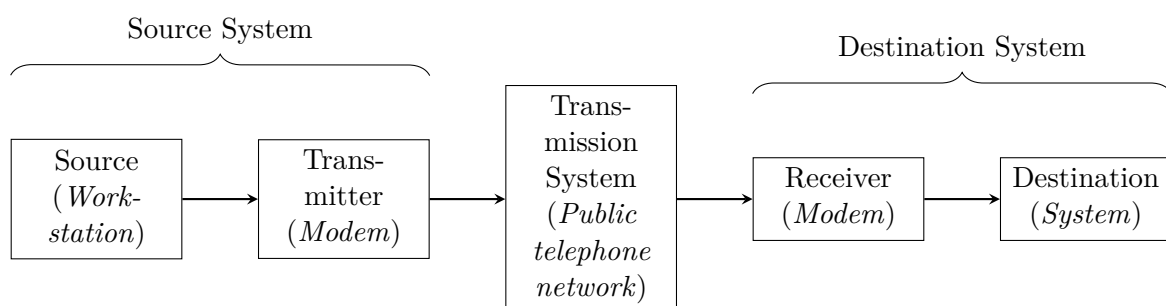 Source System
Destination System
Source
(Work-
station)
Trans-
mitter
(Modem)
Trans-
mission
System
(Public
telephone
network)
Receiver
(Modem)
Destination
(System)